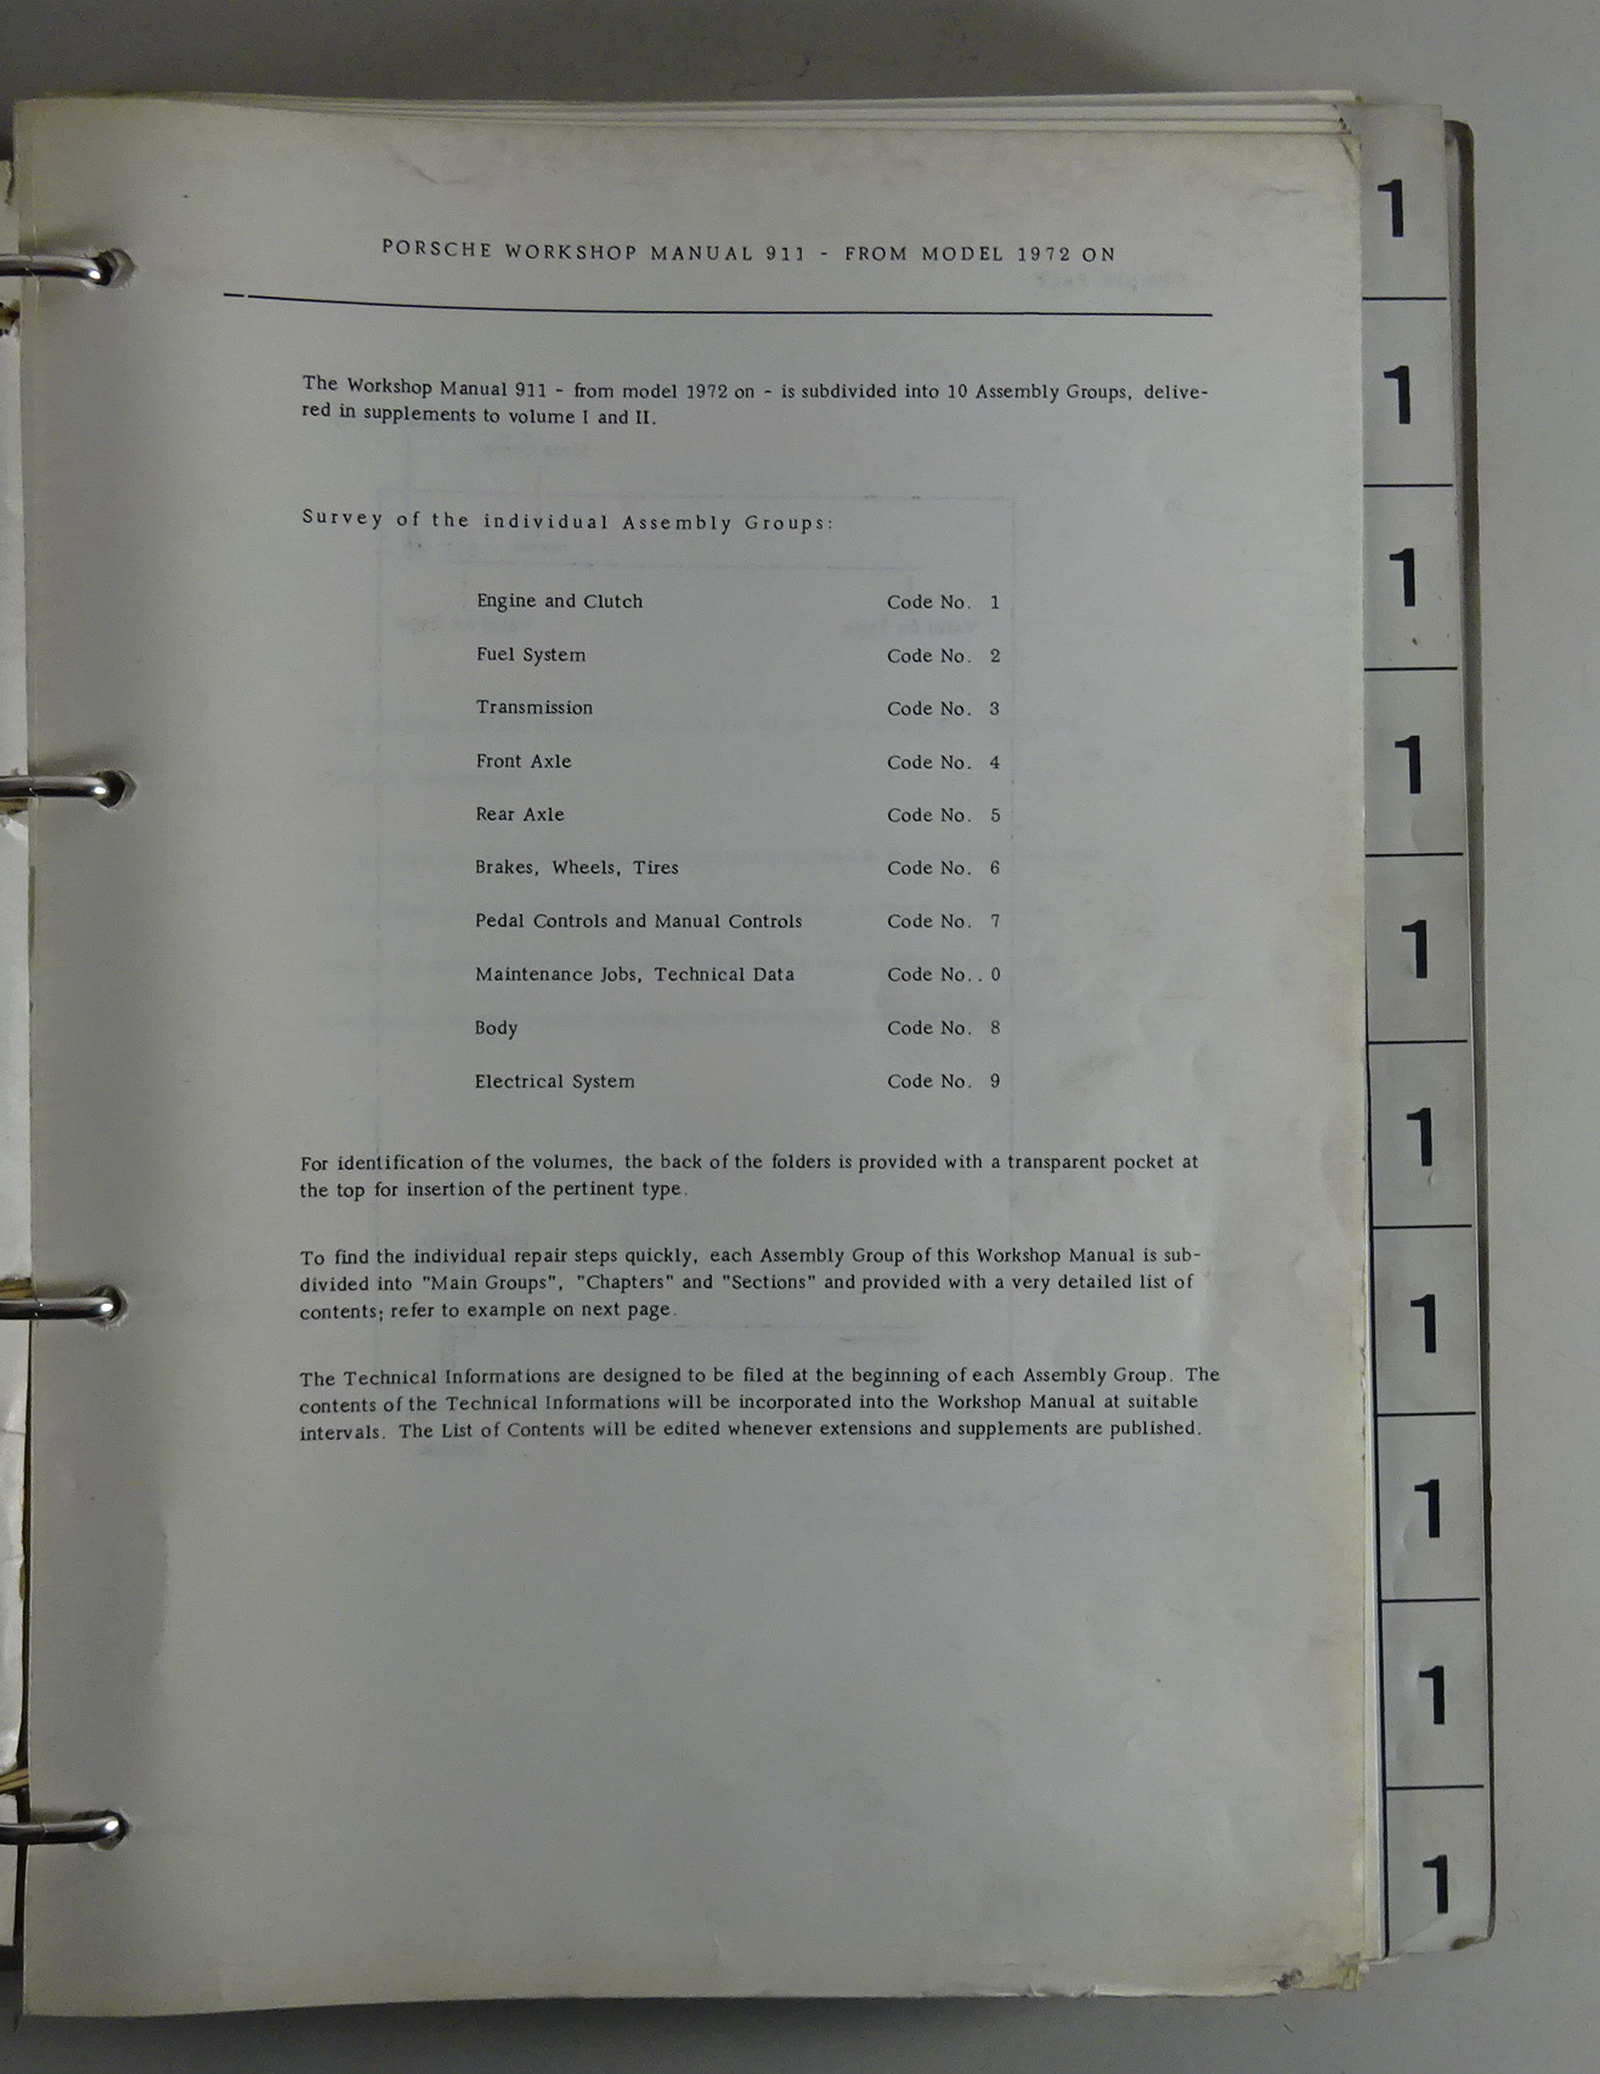 PORSCHE WORKSHOP MANUAL 911 - FROM MODEL 1972 ON
The Workshop Manual 911 - from model 1972 on - is subdivided into 10 Assembly Groups, delive-
red in supplements to volume I and II.
Survey of the individual Assembly Groups:
Engine and Clutch Code No. 1
Fuel System Code No. 2
Transmission Code No. 3
Front Axle Code No. 4
Rear Axle Code No. 5
Brakes, Wheels, Tires Code No. 6
Pedal Controls and Manual Controls Code No. 7
Maintenance Jobs, Technical Data Code No.. 0
Body Code No. 8
Electrical System Code No. 9
For identification of the volumes, the back of the folders is provided with a transparent pocket at
the top for insertion of the pertinent type.
To find the individual repair steps quickly, each Assembly Group of this Workshop Manual is sub-
divided into "Main Groups", "Chapters" and "Sections" and provided with a very detailed list of
contents; refer to example on next page.
The Technical Informations are designed to be filed at the beginning of each Assembly Group. The
contents of the Technical Informations will be incorporated into the Workshop Manual at suitable
intervals. The List of Contents will be edited whenever extensions and supplements are published.
1
1
1
1
1
1
1
1
1
1